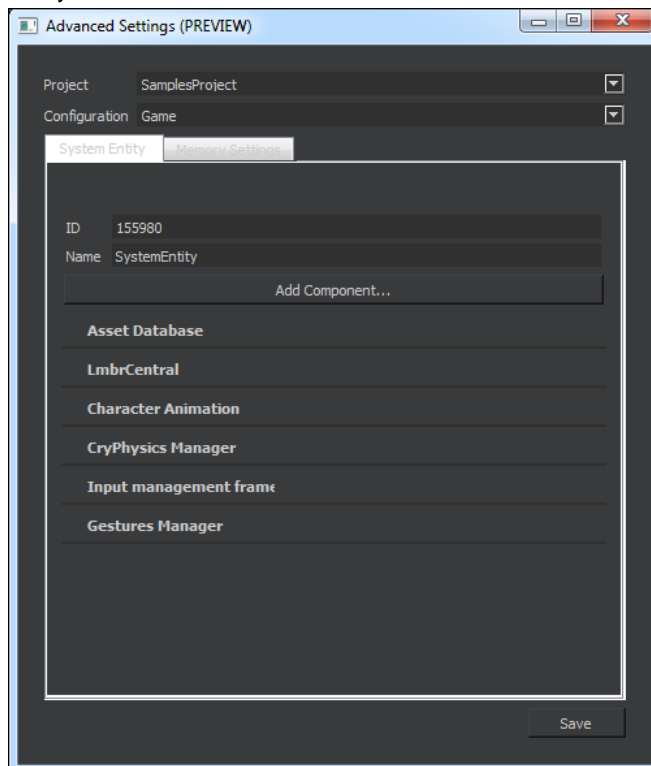 Advanced Settings (PREVIEW)
Project SamplesProject
Configuration Game
System Entity Memory Settings
ID 155980
Name SystemEntity
Add Component...
Asset Database
LmbrCentral
Character Animation
CryPhysics Manager
Input management frame
Gestures Manager
Save